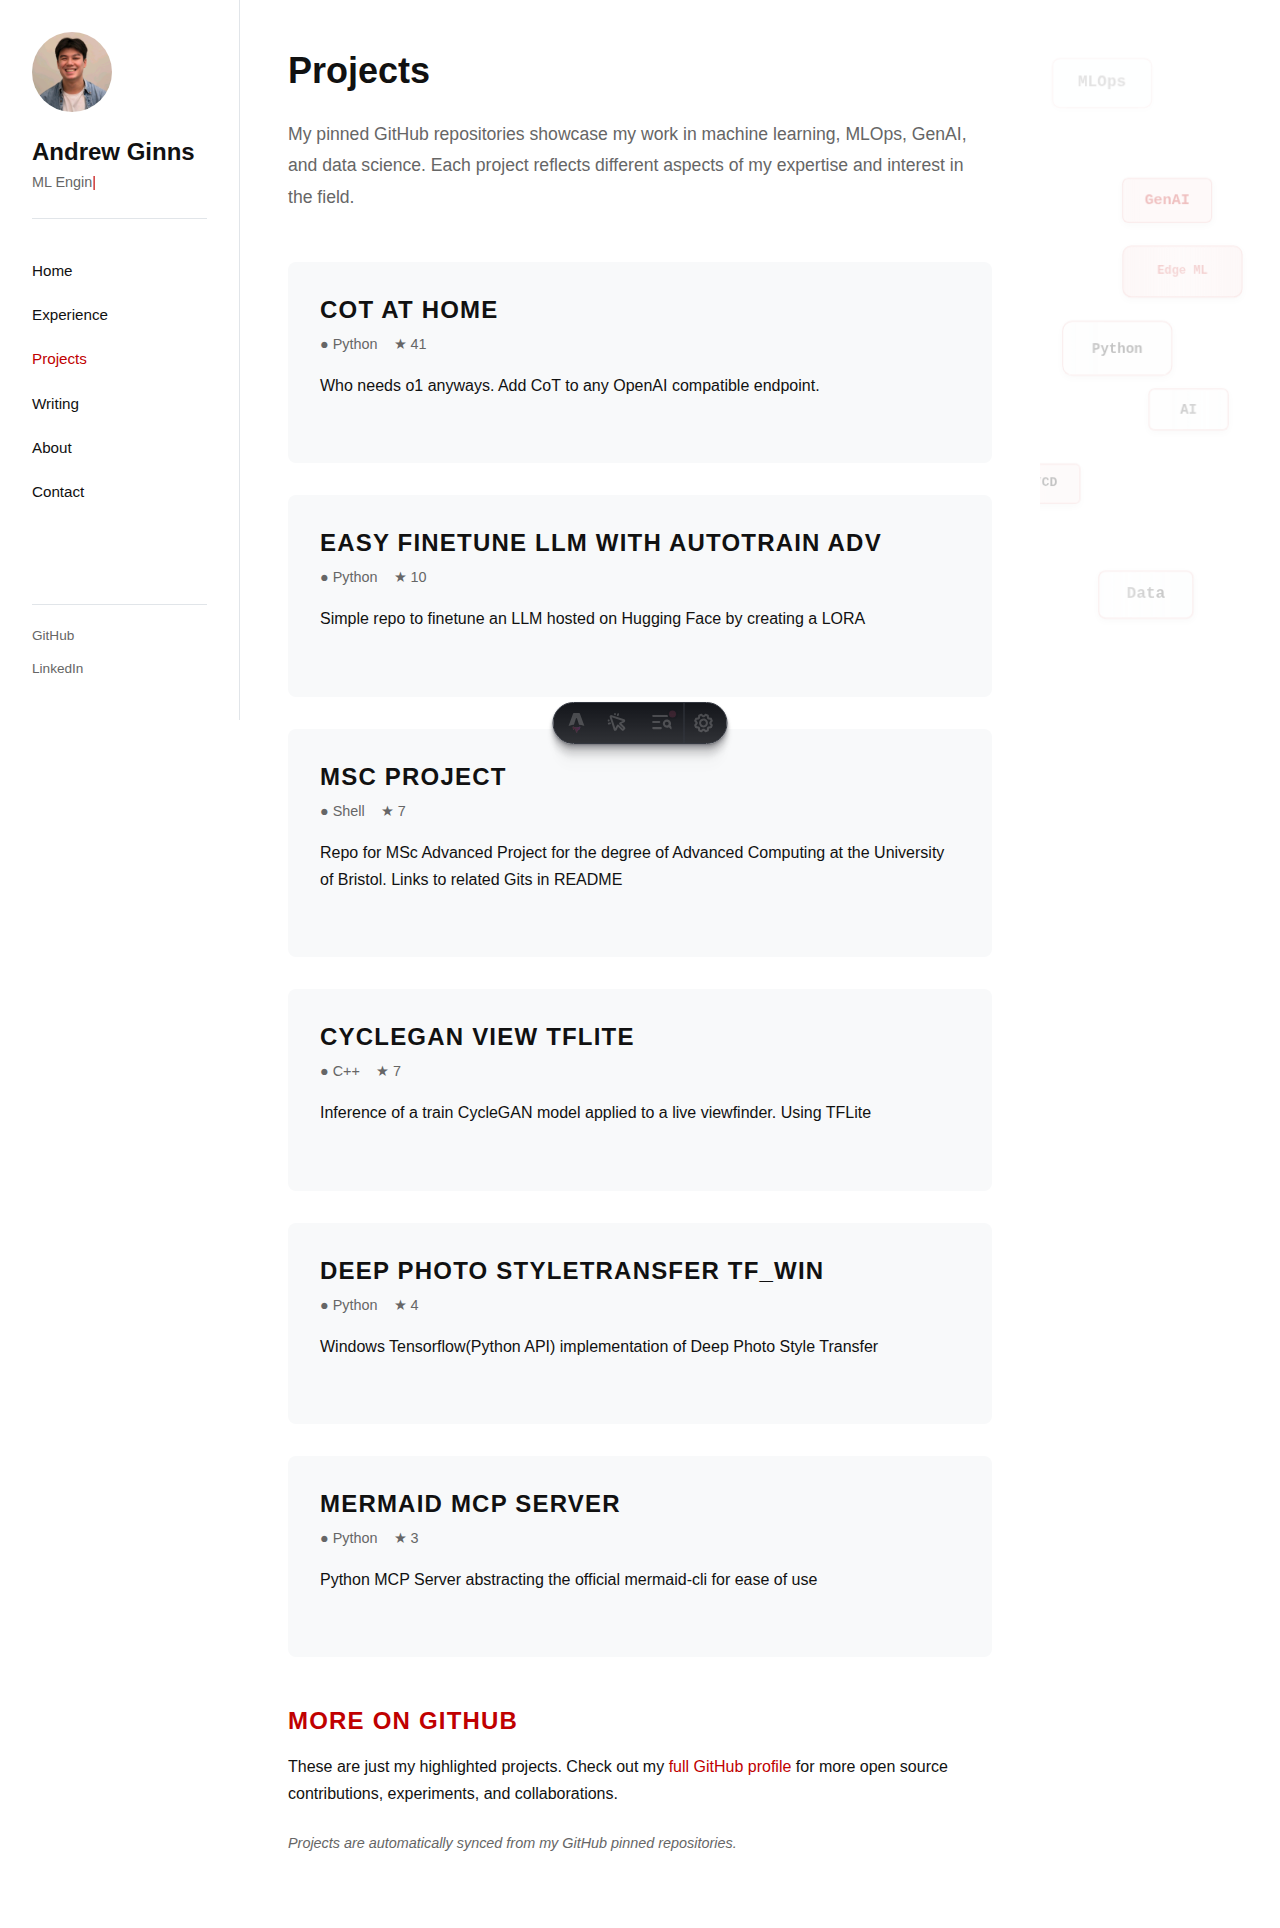 Andrew Ginns
ML Engin
Home
Experience
Projects
Writing
About
Contact
GitHub
LinkedIn
Projects
My pinned GitHub repositories showcase my work in machine learning, MLOps, GenAI,
and data science. Each project reflects different aspects of my expertise and interest in
the field.
COT AT HOME
● Python ★ 41
Who needs o1 anyways. Add CoT to any OpenAI compatible endpoint.
EASY FINETUNE LLM WITH AUTOTRAIN ADV
● Python ★ 10
Simple repo to finetune an LLM hosted on Hugging Face by creating a LORA
MSC PROJECT
● Shell ★ 7
Repo for MSc Advanced Project for the degree of Advanced Computing at the University
of Bristol. Links to related Gits in README
CYCLEGAN VIEW TFLITE
● C++ ★ 7
Inference of a train CycleGAN model applied to a live viewfinder. Using TFLite
DEEP PHOTO STYLETRANSFER TF_WIN
● Python ★ 4
Windows Tensorflow(Python API) implementation of Deep Photo Style Transfer
MERMAID MCP SERVER
● Python ★ 3
Python MCP Server abstracting the official mermaid-cli for ease of use
MORE ON GITHUB
These are just my highlighted projects. Check out my full GitHub profile for more open source
contributions, experiments, and collaborations.
Projects are automatically synced from my GitHub pinned repositories.
MLOps
GenAI
Edge ML
Python
AI
CD
Data